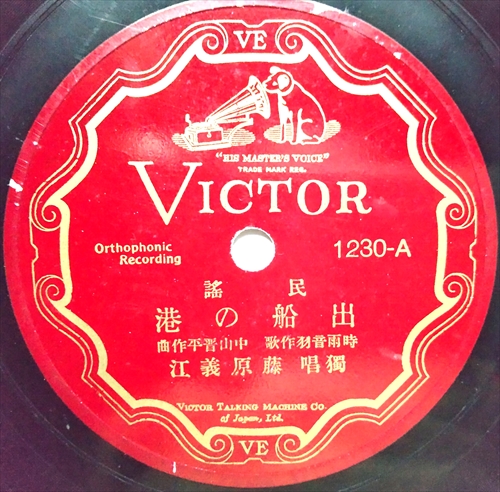 VE
"HIS MASTER'S VOICE"
TRADE MARK REG.
VICTOR
Orthophonic
Recording
1230-A
民謠
出船の港
時雨音羽作歌 中山晋平作曲
獨唱 藤原義江
VICTOR TALKING MACHINE CO.
of Japan, Ltd.
VE